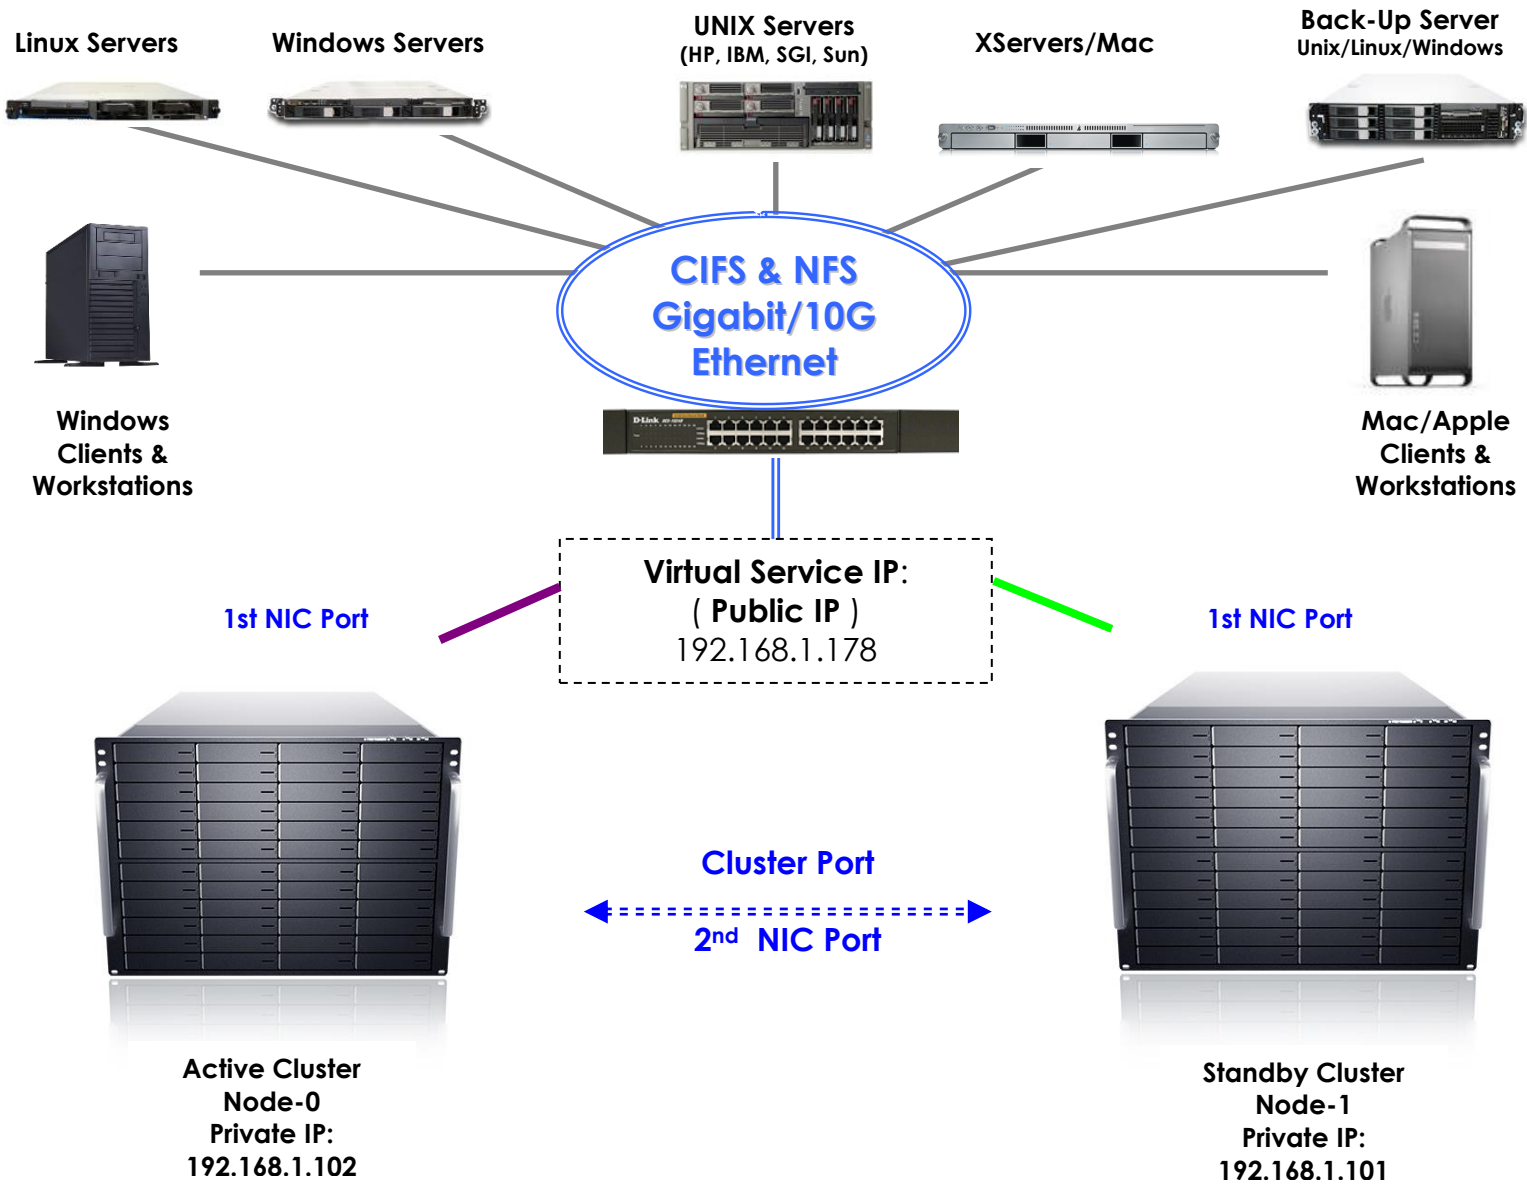 Linux Servers
Windows Servers
UNIX Servers
(HP, IBM, SGI, Sun)
XServers/Mac
Back-Up Server
Unix/Linux/Windows
CIFS & NFS
Gigabit/10G
Ethernet
D-Link
Windows
Clients &
Workstations
Mac/Apple
Clients &
Workstations
Virtual Service IP:
( Public IP )
192.168.1.178
1st NIC Port
1st NIC Port
Cluster Port
2nd NIC Port
Active Cluster
Node-0
Private IP:
192.168.1.102
Standby Cluster
Node-1
Private IP:
192.168.1.101